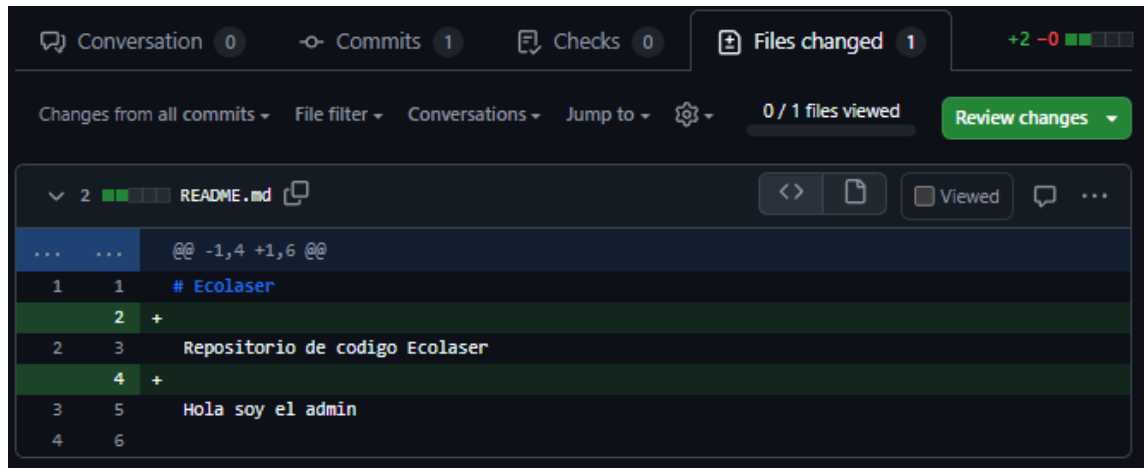 Conversation 0 Commits 1 Checks 0 Files changed 1 +2 −0
Changes from all commits File filter Conversations Jump to 0 / 1 files viewed Review changes
2 README.md <> Viewed ...
... ... @@ -1,4 +1,6 @@
1 1 # Ecolaser
2 +
2 3 Repositorio de codigo Ecolaser
4 +
3 5 Hola soy el admin
4 6